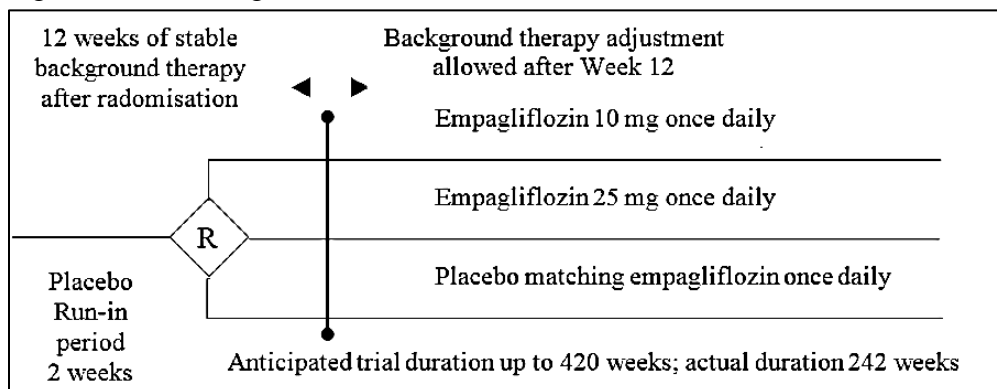 12 weeks of stable
background therapy
after radomisation
Background therapy adjustment
allowed after Week 12
Empagliflozin 10 mg once daily
Empagliflozin 25 mg once daily
R
Placebo matching empagliflozin once daily
Placebo
Run-in
period
2 weeks
Anticipated trial duration up to 420 weeks; actual duration 242 weeks